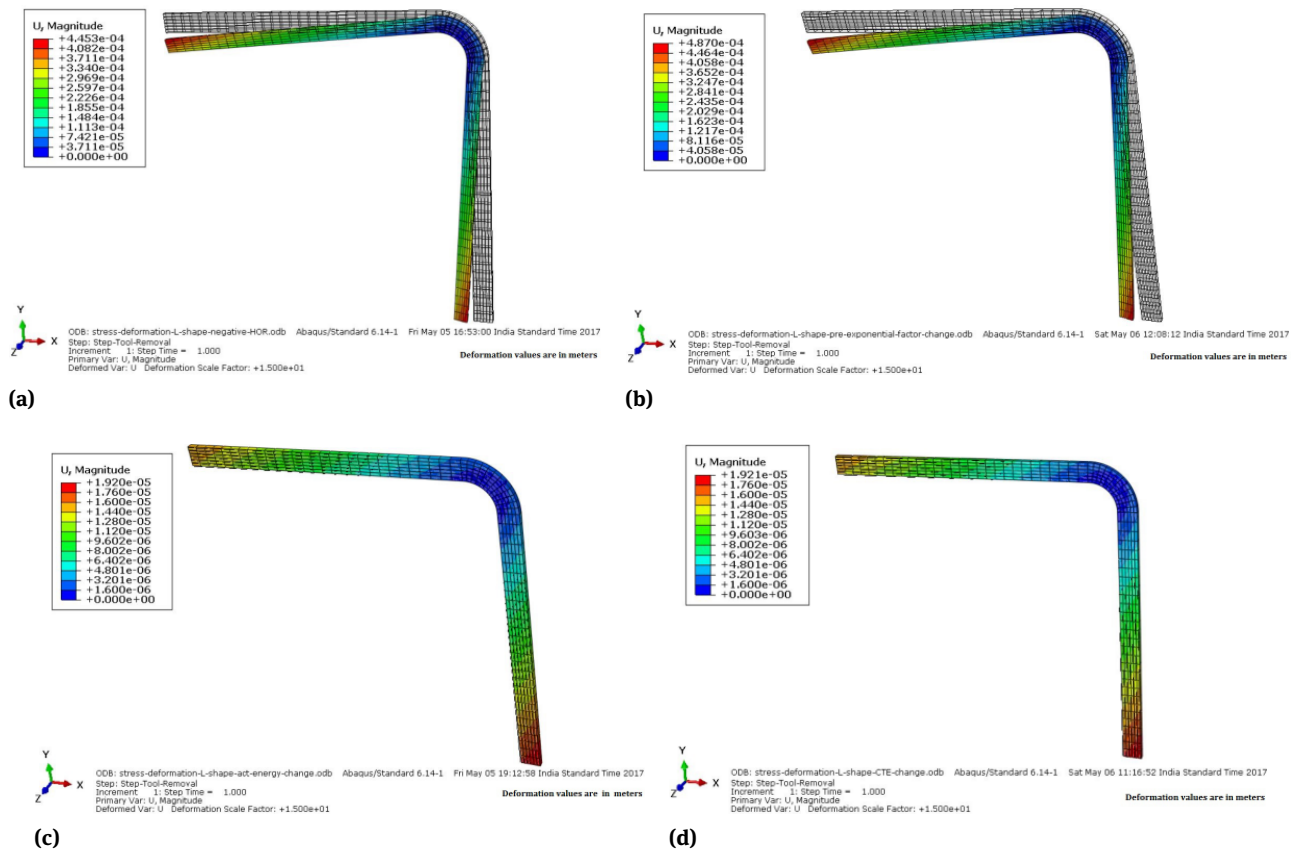 U, Magnitude
+4.453e-04
+4.082e-04
+3.711e-04
+3.340e-04
+2.969e-04
+2.597e-04
+2.226e-04
+1.855e-04
+1.484e-04
+1.113e-04
+7.421e-05
+3.711e-05
+0.000e+00
Y
X
Z
ODB: stress-deformation-L-shape-negative-HOR.odb Abaqus/Standard 6.14-1 Fri May 05 16:53:00 India Standard Time 2017
Step: Step-Tool-Removal
Increment 1: Step Time = 1.000
Primary Var: U, Magnitude
Deformed Var: U Deformation Scale Factor: +1.500e+01
Deformation values are in meters
(a)
U, Magnitude
+4.870e-04
+4.464e-04
+4.058e-04
+3.652e-04
+3.247e-04
+2.841e-04
+2.435e-04
+2.029e-04
+1.623e-04
+1.217e-04
+8.116e-05
+4.058e-05
+0.000e+00
Y
X
Z
ODB: stress-deformation-L-shape-pre-exponential-factor-change.odb Abaqus/Standard 6.14-1 Sat May 06 12:08:12 India Standard Time 2017
Step: Step-Tool-Removal
Increment 1: Step Time = 1.000
Primary Var: U, Magnitude
Deformed Var: U Deformation Scale Factor: +1.500e+01
Deformation values are in meters
(b)
U, Magnitude
+1.920e-05
+1.760e-05
+1.600e-05
+1.440e-05
+1.280e-05
+1.120e-05
+9.602e-06
+8.002e-06
+6.402e-06
+4.801e-06
+3.201e-06
+1.600e-06
+0.000e+00
Y
X
Z
ODB: stress-deformation-L-shape-act-energy-change.odb Abaqus/Standard 6.14-1 Fri May 05 19:12:58 India Standard Time 2017
Step: Step-Tool-Removal
Increment 1: Step Time = 1.000
Primary Var: U, Magnitude
Deformed Var: U Deformation Scale Factor: +1.500e+01
Deformation values are in meters
(c)
U, Magnitude
+1.921e-05
+1.760e-05
+1.600e-05
+1.440e-05
+1.280e-05
+1.120e-05
+9.603e-06
+8.002e-06
+6.402e-06
+4.801e-06
+3.201e-06
+1.600e-06
+0.000e+00
Y
X
Z
ODB: stress-deformation-L-shape-CTE-change.odb Abaqus/Standard 6.14-1 Sat May 06 11:16:52 India Standard Time 2017
Step: Step-Tool-Removal
Increment 1: Step Time = 1.000
Primary Var: U, Magnitude
Deformed Var: U Deformation Scale Factor: +1.500e+01
Deformation values are in meters
(d)